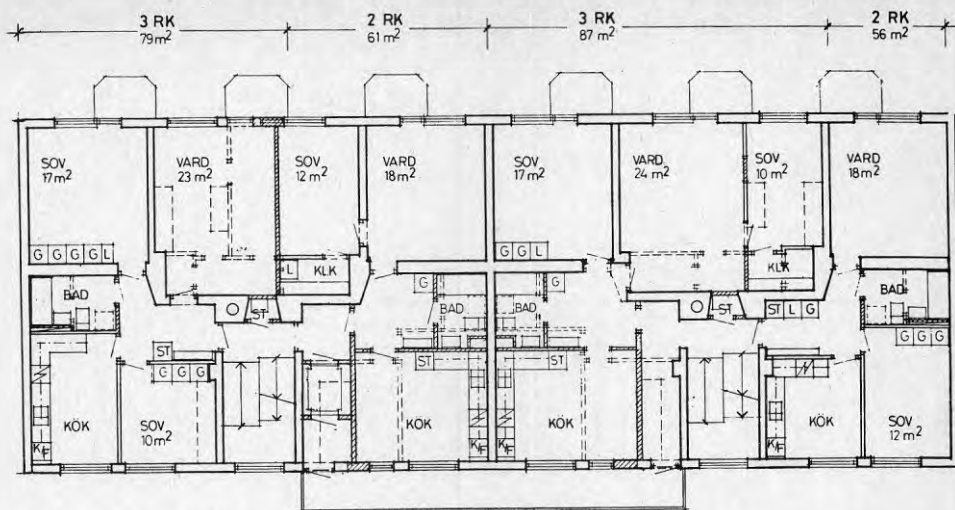 3 RK
79 m²
2 RK
61 m²
3 RK
87 m²
2 RK
56 m²
SOV.
17 m²
VARD.
23 m²
SOV.
12 m²
VARD.
18 m²
SOV.
17 m²
VARD.
24 m²
SOV.
10 m²
VARD.
18 m²
G G G G L
L KLK
G
G G L
G
KLK
BAD
ST
BAD
BAD
ST
ST L G
BAD
ST
G G G
ST
ST
G G G
KÖK
SOV.
10 m²
KÖK
KÖK
KÖK
SOV.
12 m²
K/F
K/F
K/F
K/F